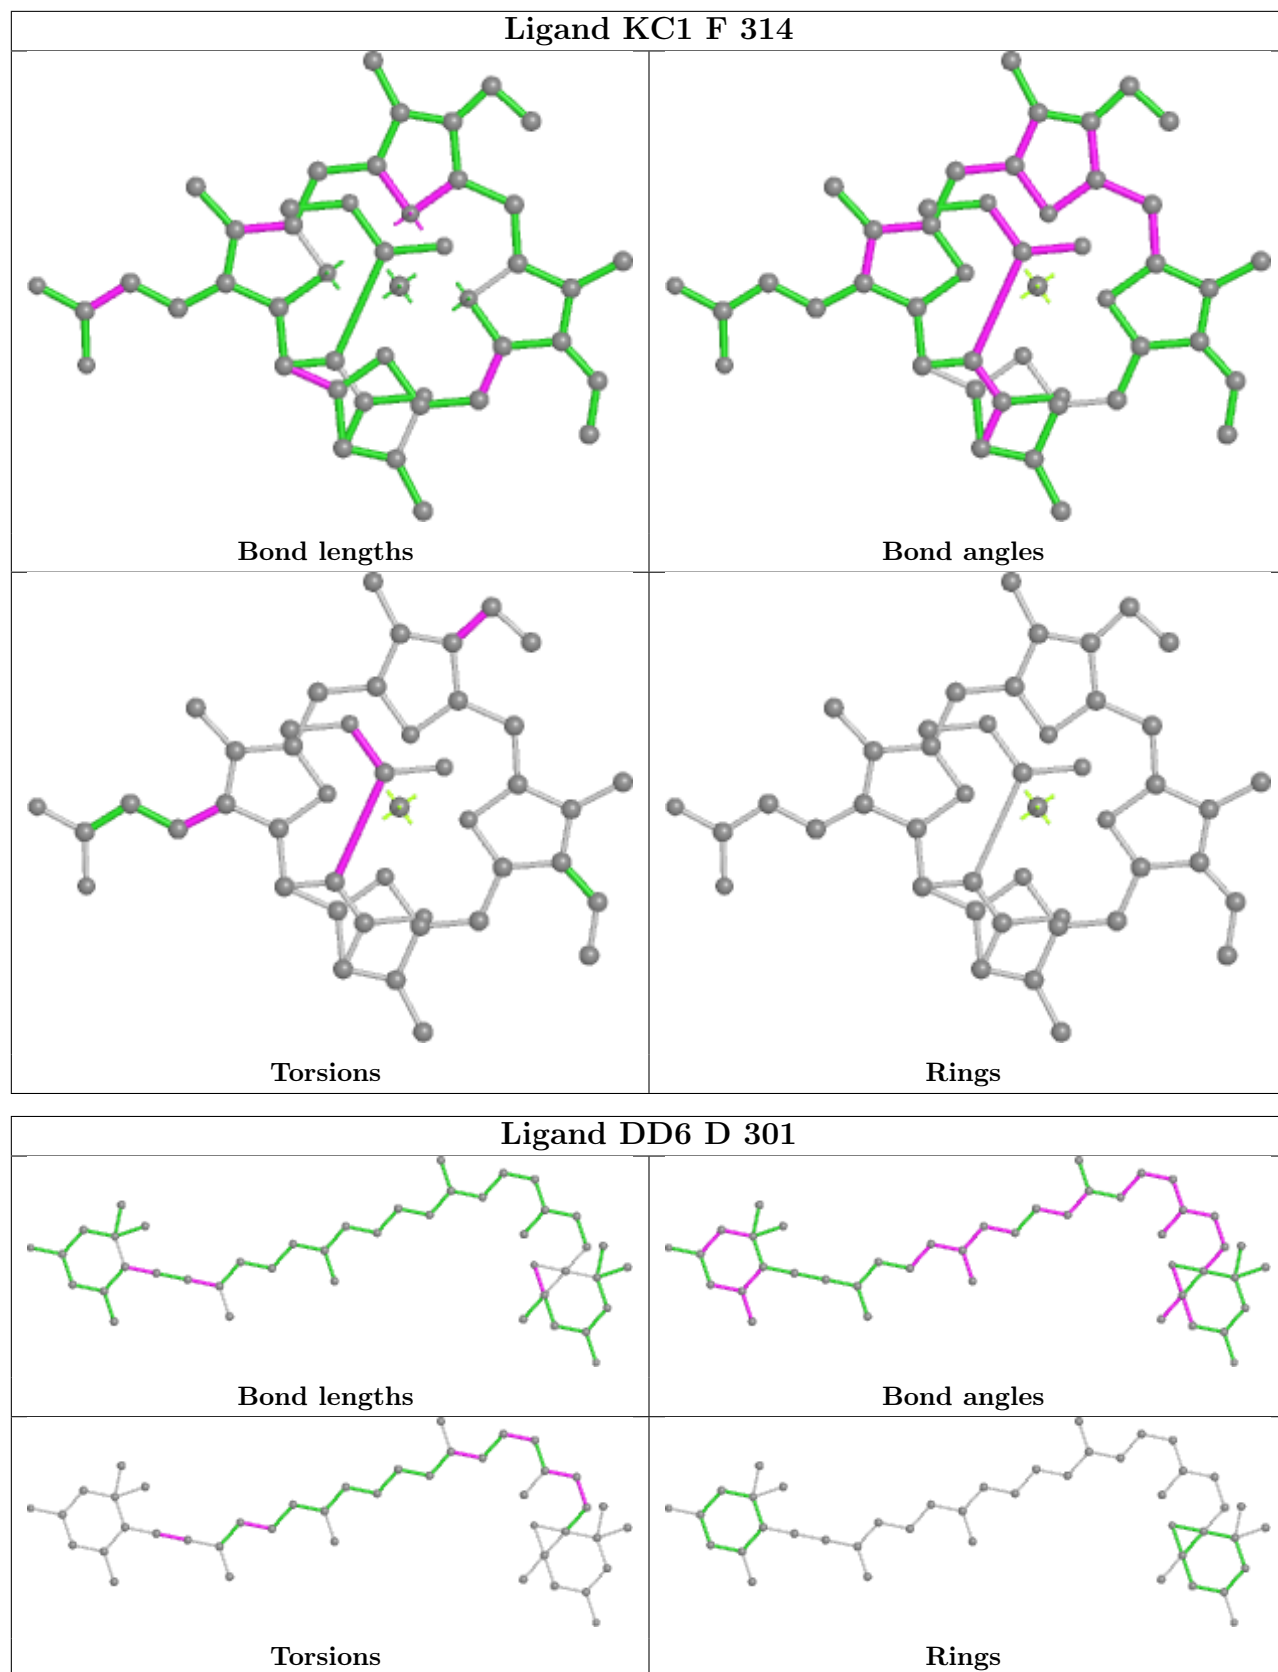 Ligand KC1 F 314
Bond lengths
Bond angles
Torsions
Rings
Ligand DD6 D 301
Bond lengths
Bond angles
Torsions
Rings